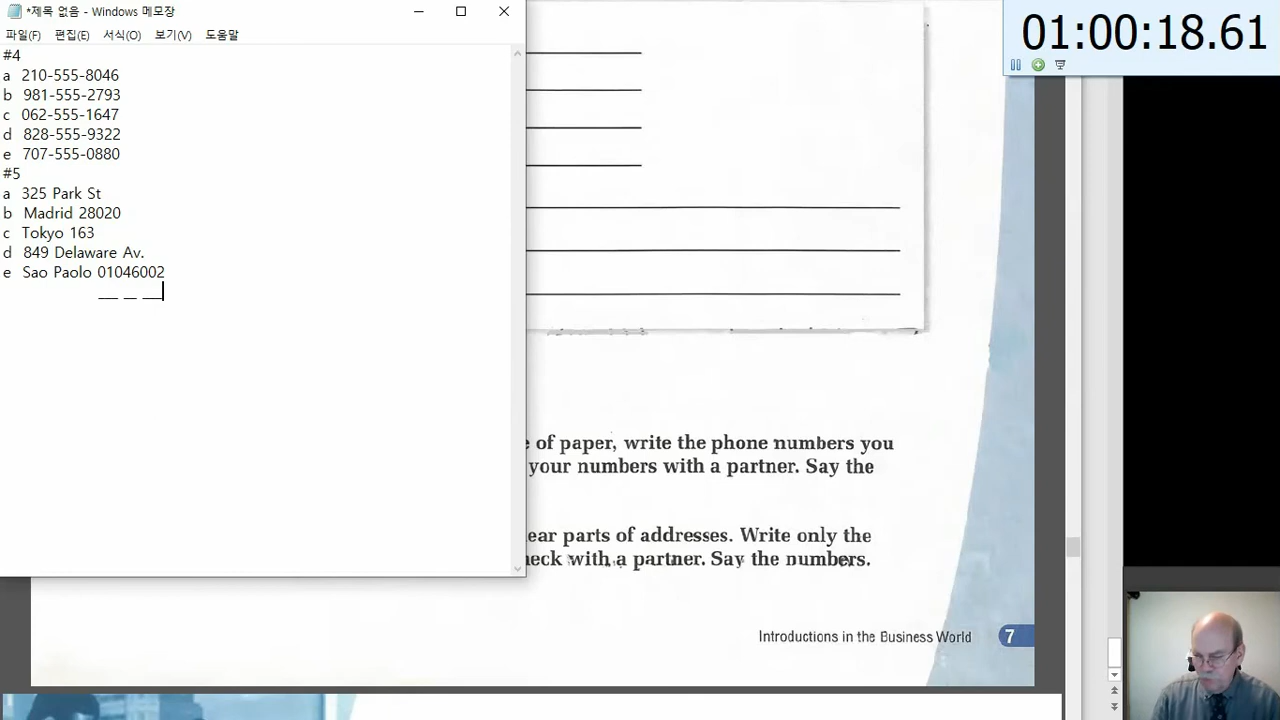 *제목 없음 - Windows 메모장
파일(F) 편집(E) 서식(O) 보기(V) 도움말
#4
a 210-555-8046
b 981-555-2793
c 062-555-1647
d 828-555-9322
e 707-555-0880
#5
a 325 Park St
b Madrid 28020
c Tokyo 163
d 849 Delaware Av.
e Sao Paolo 01046002
__ _ __
01:00:18.61
of paper, write the phone numbers you
your numbers with a partner. Say the
ear parts of addresses. Write only the
heck with a partner. Say the numbers.
Introductions in the Business World 7